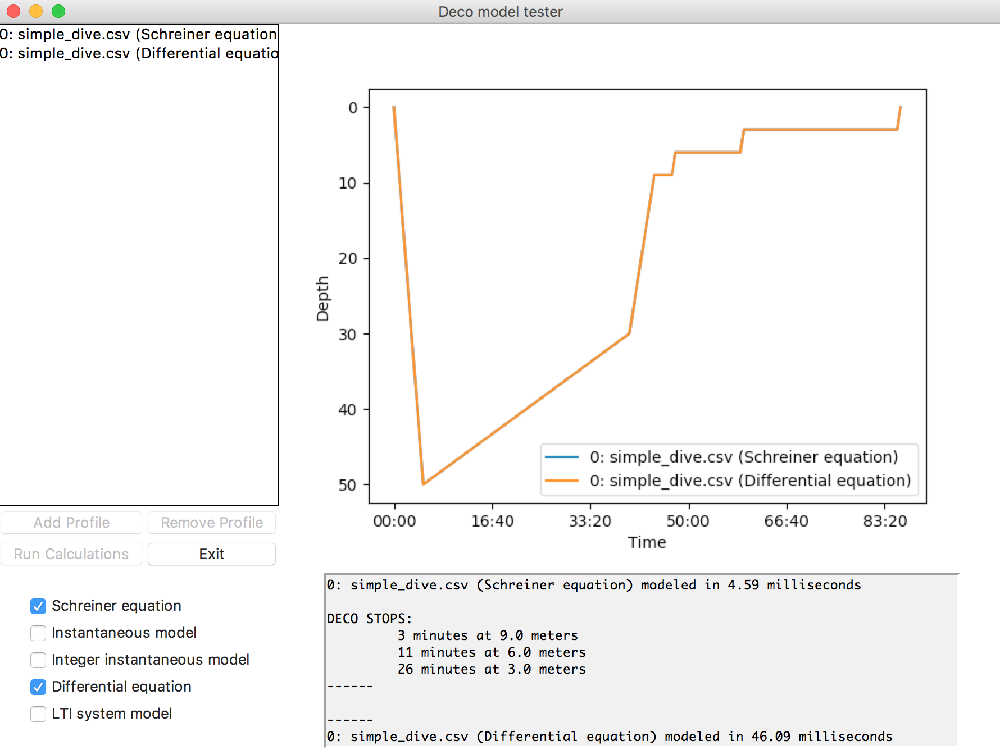 Deco model tester
0: simple_dive.csv (Schreiner equation
0: simple_dive.csv (Differential equatio
Add Profile
Remove Profile
Run Calculations
Exit
Schreiner equation
Instantaneous model
Integer instantaneous model
Differential equation
LTI system model
0
10
20
30
40
50
Depth
0: simple_dive.csv (Schreiner equation)
0: simple_dive.csv (Differential equation)
00:00
16:40
33:20
50:00
66:40
83:20
Time
0: simple_dive.csv (Schreiner equation) modeled in 4.59 milliseconds
DECO STOPS:
3 minutes at 9.0 meters
11 minutes at 6.0 meters
26 minutes at 3.0 meters
------
------
0: simple_dive.csv (Differential equation) modeled in 46.09 milliseconds